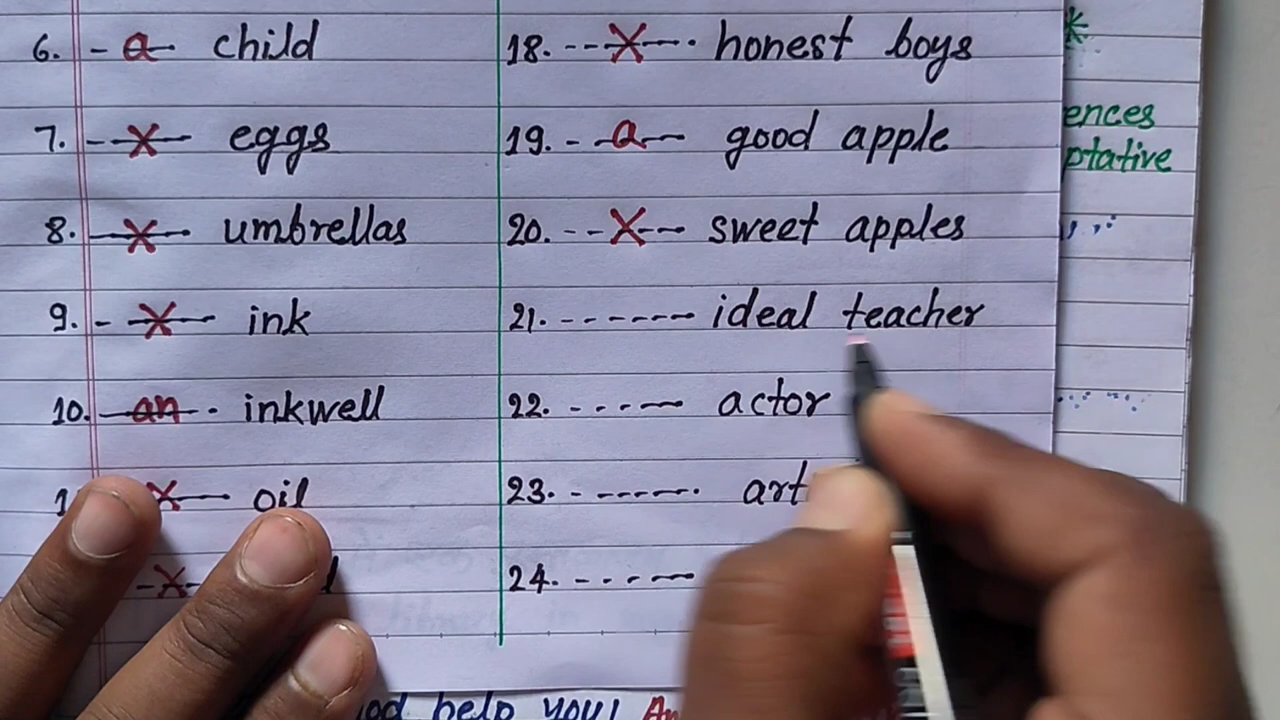 6. - a - child
7. - X - eggs
8. - X - umbrellas
9. - X - ink
10. - an - inkwell
X - oil
- X -
18. --X--. honest boys
19. - a - good apple
20. --X-- sweet apples
21. ------- ideal teacher
22. ------ actor
23. ------- art
24. ------
ences
ptative
help you!